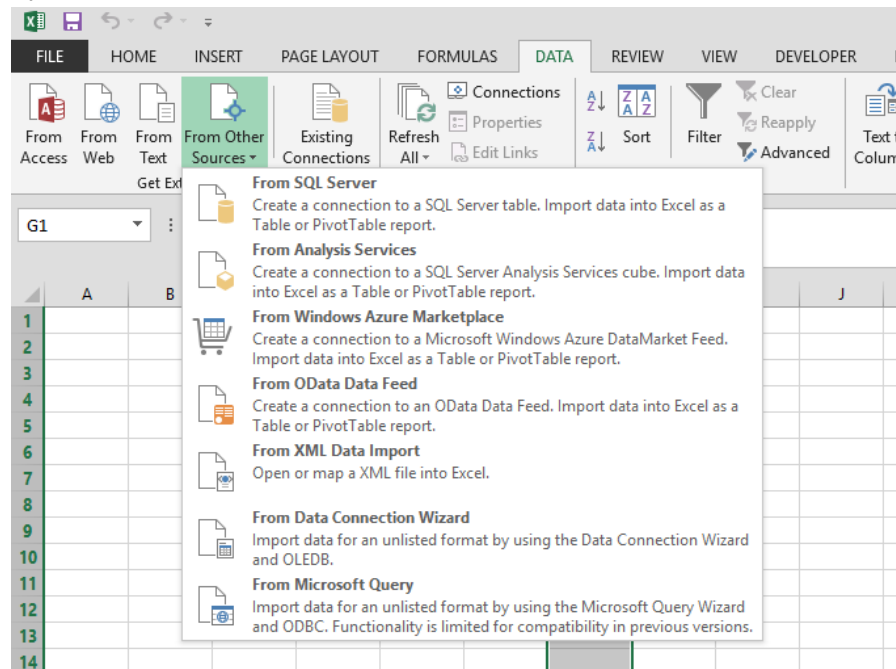 FILE HOME INSERT PAGE LAYOUT FORMULAS DATA REVIEW VIEW DEVELOPER
From Access
From Web
From Text
From Other Sources
Existing Connections
Refresh All
Connections
Properties
Edit Links
Sort
Filter
Clear
Reapply
Advanced
Text
Colum
Get Ext
G1
From SQL Server
Create a connection to a SQL Server table. Import data into Excel as a
Table or PivotTable report.
From Analysis Services
Create a connection to a SQL Server Analysis Services cube. Import data
into Excel as a Table or PivotTable report.
From Windows Azure Marketplace
Create a connection to a Microsoft Windows Azure DataMarket Feed.
Import data into Excel as a Table or PivotTable report.
From OData Data Feed
Create a connection to an OData Data Feed. Import data into Excel as a
Table or PivotTable report.
From XML Data Import
Open or map a XML file into Excel.
From Data Connection Wizard
Import data for an unlisted format by using the Data Connection Wizard
and OLEDB.
From Microsoft Query
Import data for an unlisted format by using the Microsoft Query Wizard
and ODBC. Functionality is limited for compatibility in previous versions.
A B J
1
2
3
4
5
6
7
8
9
10
11
12
13
14